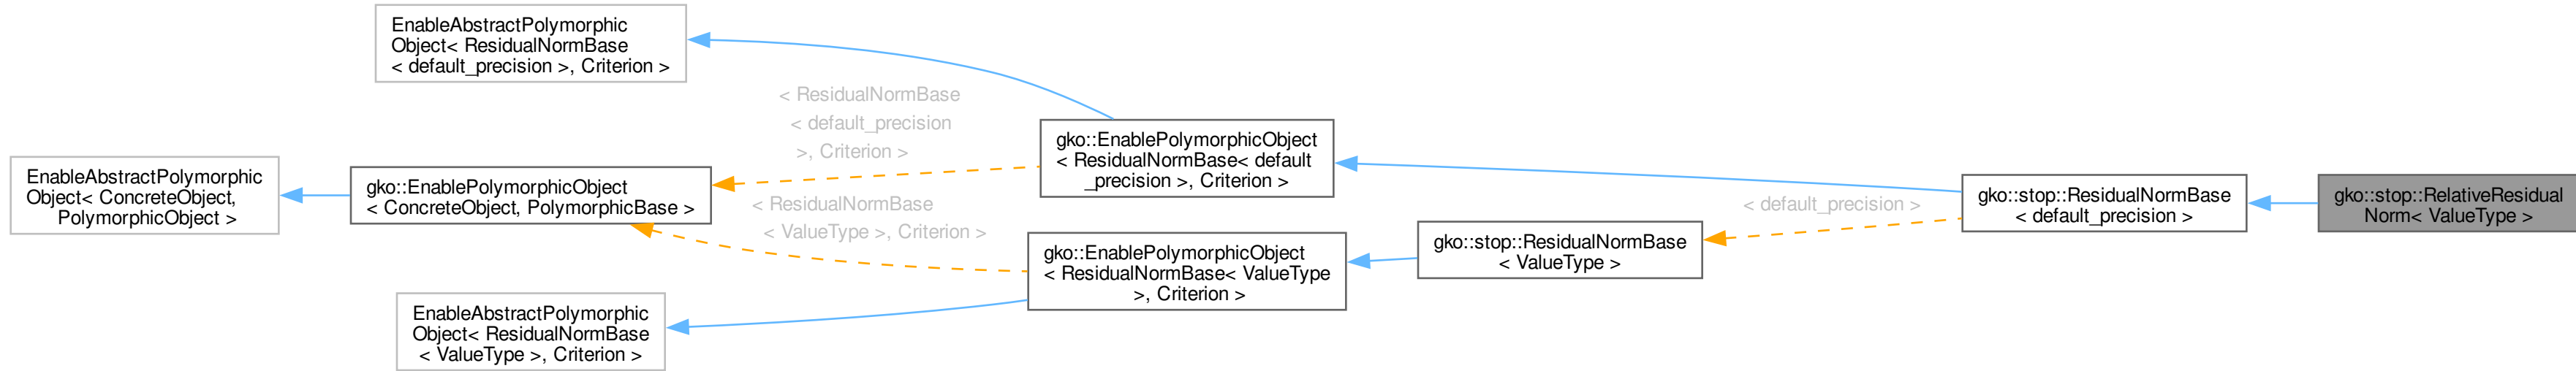 EnableAbstractPolymorphic
Object< ResidualNormBase
< default_precision >, Criterion >
< ResidualNormBase
< default_precision
>, Criterion >
gko::EnablePolymorphicObject
< ResidualNormBase< default
_precision >, Criterion >
EnableAbstractPolymorphic
Object< ConcreteObject,
PolymorphicObject >
gko::EnablePolymorphicObject
< ConcreteObject, PolymorphicBase >
< ResidualNormBase
< ValueType >, Criterion >
< default_precision >
gko::stop::ResidualNormBase
< default_precision >
gko::stop::RelativeResidual
Norm< ValueType >
gko::EnablePolymorphicObject
< ResidualNormBase< ValueType
>, Criterion >
gko::stop::ResidualNormBase
< ValueType >
EnableAbstractPolymorphic
Object< ResidualNormBase
< ValueType >, Criterion >